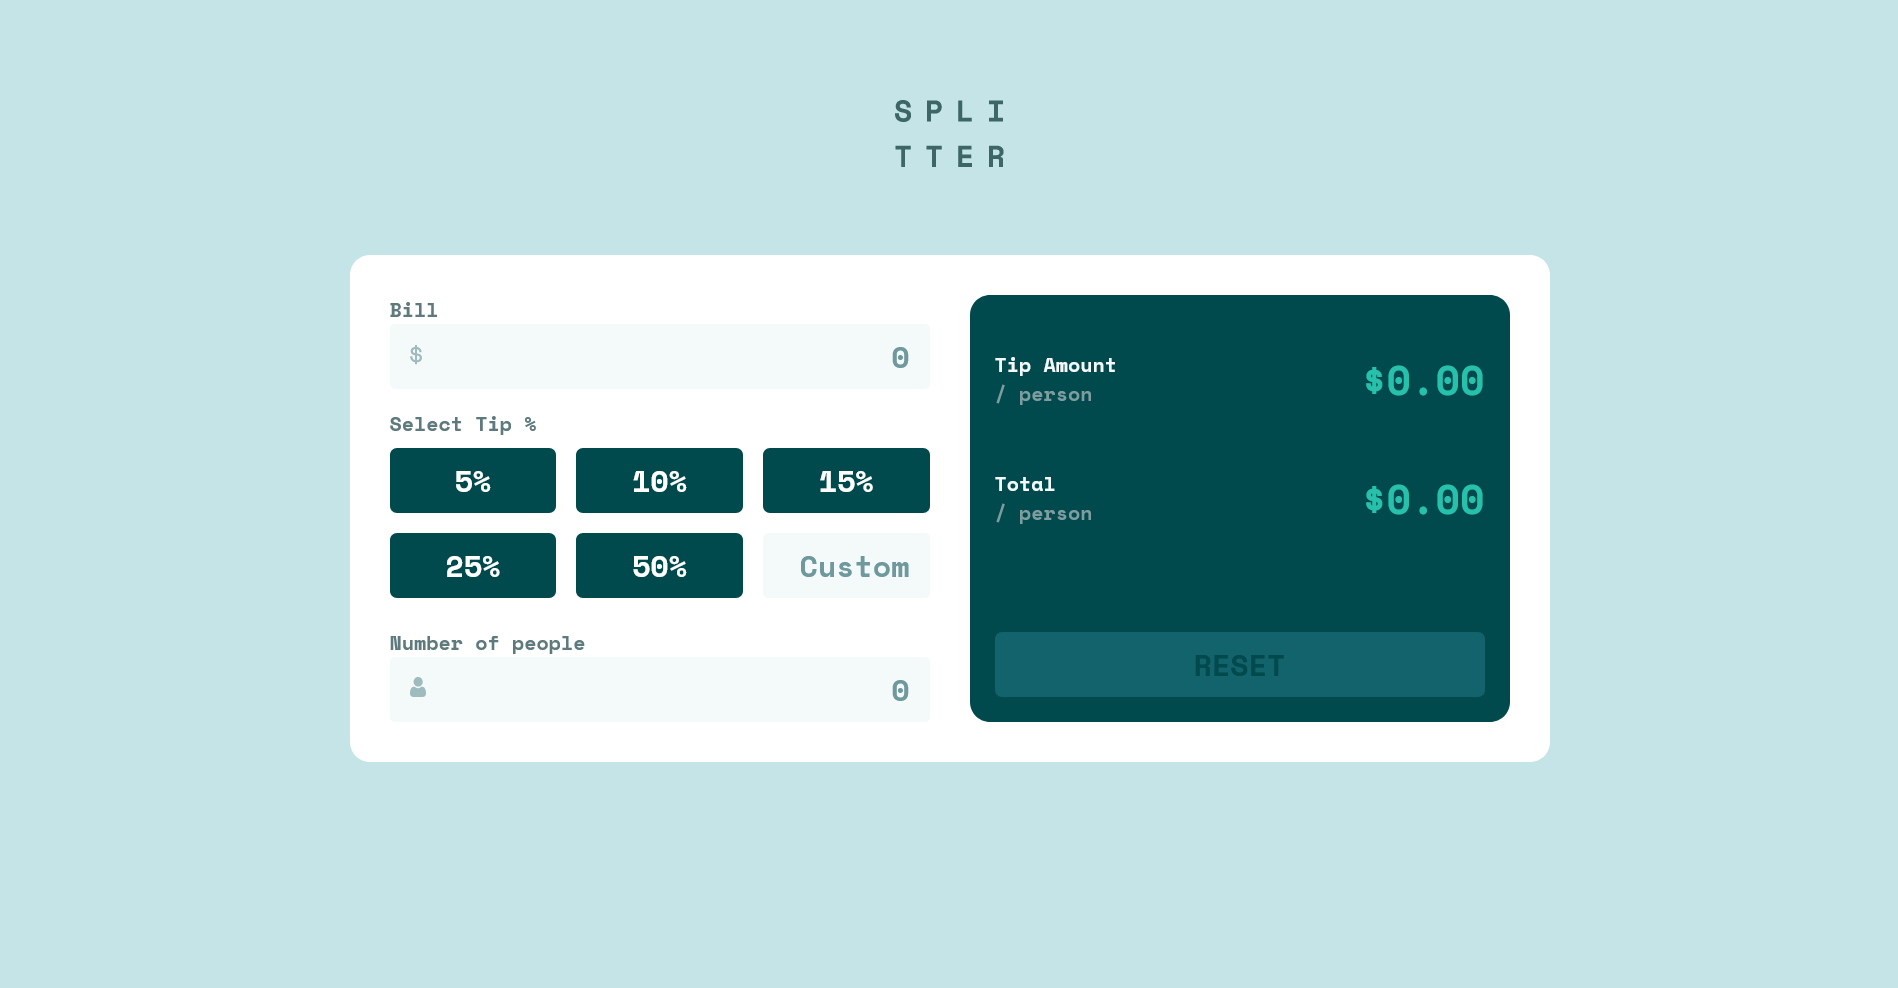 SPLI
TTER
Bill
$ 0
Select Tip %
5% 10% 15%
25% 50% Custom
Number of people
0
Tip Amount
/ person
$0.00
Total
/ person
$0.00
RESET